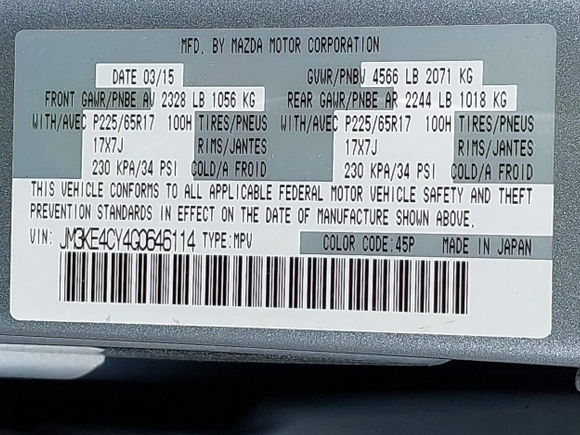 MFD. BY MAZDA MOTOR CORPORATION
DATE 03/15 GVWR/PNBV 4566 LB 2071 KG
FRONT GAWR/PNBE AV 2328 LB 1056 KG REAR GAWR/PNBE AR 2244 LB 1018 KG
WITH/AVEC P225/65R17 100H TIRES/PNEUS WITH/AVEC P225/65R17 100H TIRES/PNEUS
17X7J RIMS/JANTES 17X7J RIMS/JANTES
230 KPA/34 PSI COLD/A FROID 230 KPA/34 PSI COLD/A FROID
THIS VEHICLE CONFORMS TO ALL APPLICABLE FEDERAL MOTOR VEHICLE SAFETY AND THEFT
PREVENTION STANDARDS IN EFFECT ON THE DATE OF MANUFACTURE SHOWN ABOVE.
VIN: JM3KE4CY4G0646114 TYPE:MPV COLOR CODE:45P MADE IN JAPAN